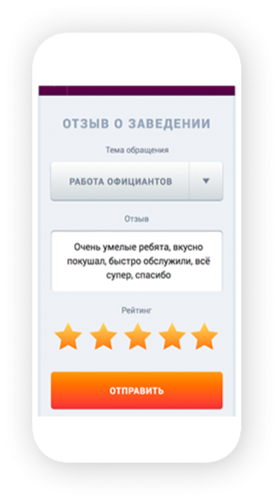 ОТЗЫВ О ЗАВЕДЕНИИ
Тема обращения
РАБОТА ОФИЦИАНТОВ
Отзыв
Очень умелые ребята, вкусно
покушал, быстро обслужили, всё
супер, спасибо
Рейтинг
ОТПРАВИТЬ